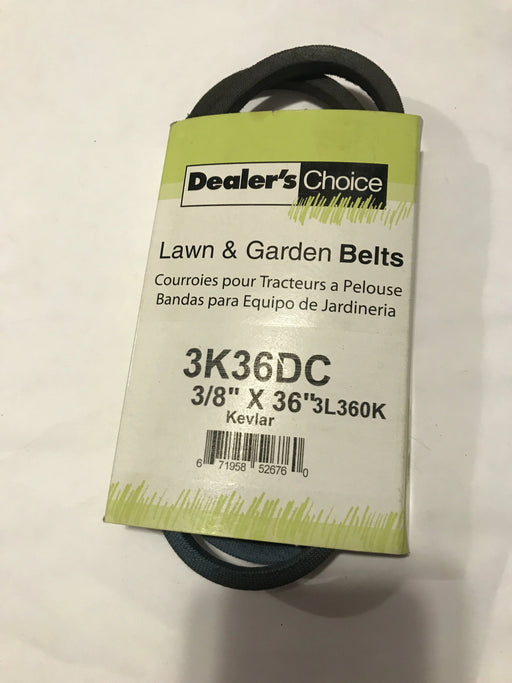 Dealer's Choice
Lawn & Garden Belts
Courroies pour Tracteurs a Pelouse
Bandas para Equipo de Jardineria
3K36DC
3/8" X 36" 3L360K
Kevlar
6 71958 52676 0